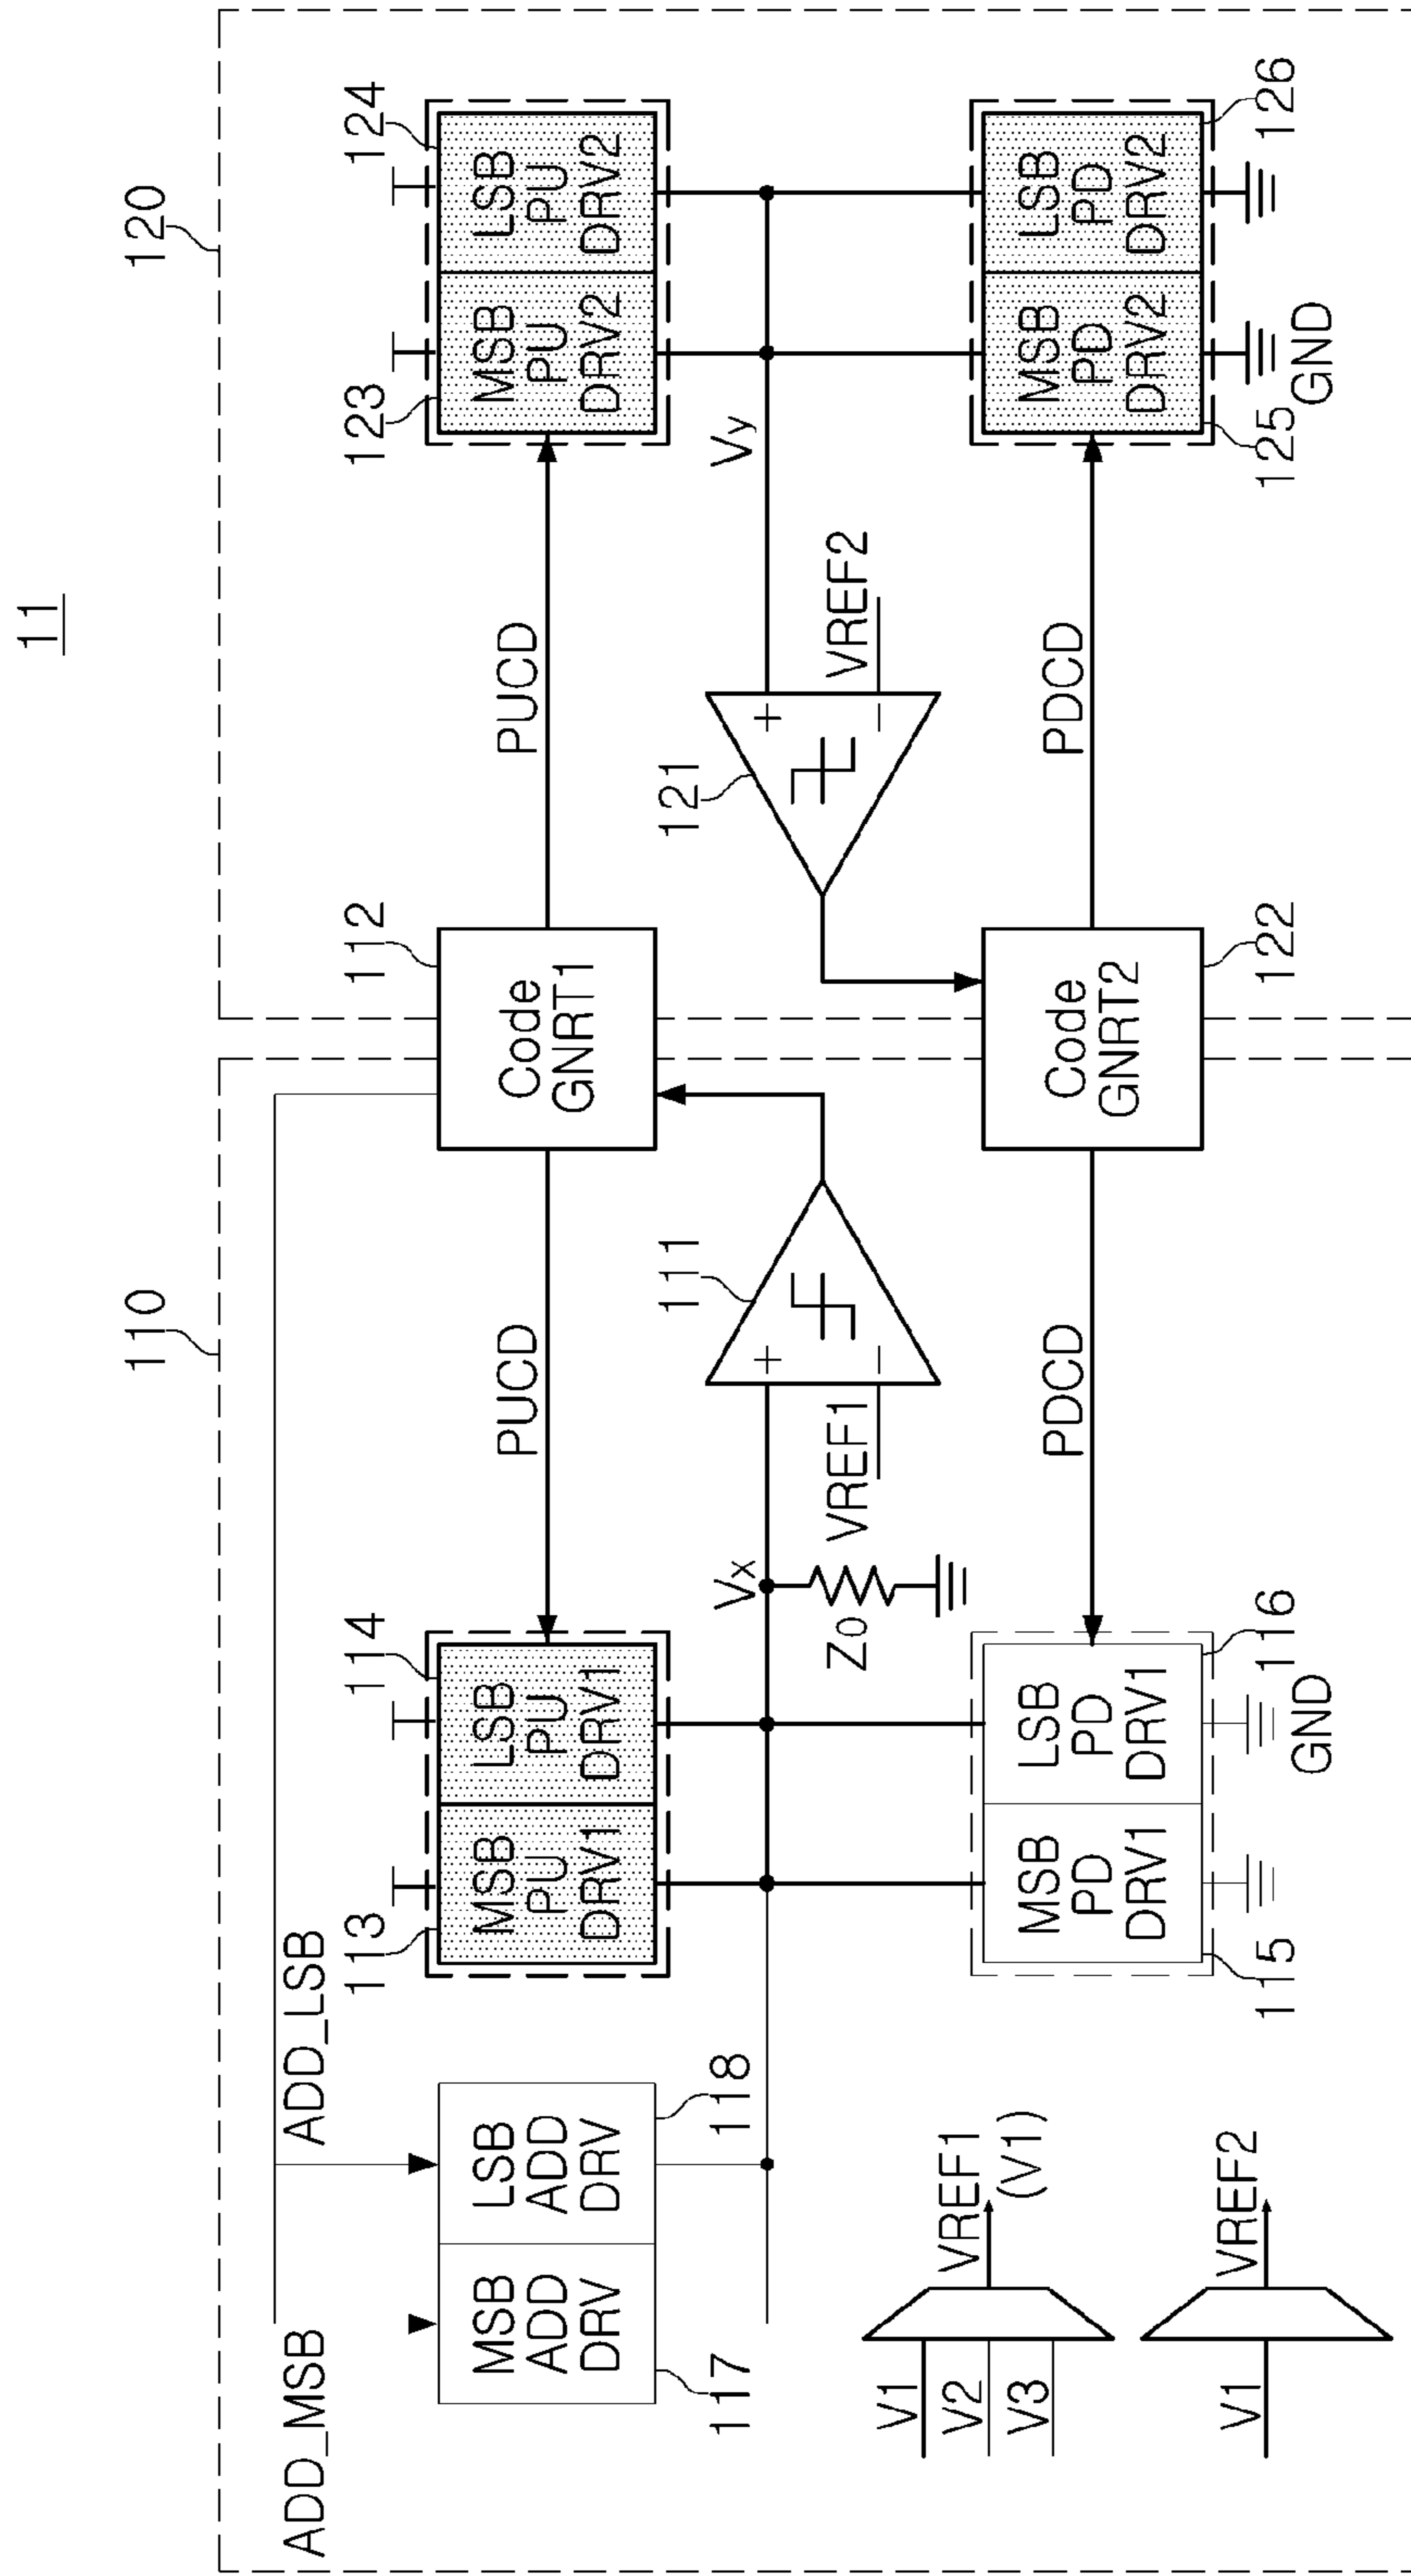 11
110
120
ADD_MSB
ADD_LSB
113
114
112
123
124
MSB
ADD
DRV
LSB
ADD
DRV
MSB
PU
DRV1
LSB
PU
DRV1
PUCD
Code
GNRT1
PUCD
MSB
PU
DRV2
LSB
PU
DRV2
117
118
111
121
Vx
Vy
+
−
+
−
Z0
VREF1
VREF2
V1
V2
V3
VREF1
(V1)
MSB
PD
DRV1
LSB
PD
DRV1
PDCD
Code
GNRT2
PDCD
MSB
PD
DRV2
LSB
PD
DRV2
V1
VREF2
115
116
122
125
126
GND
GND